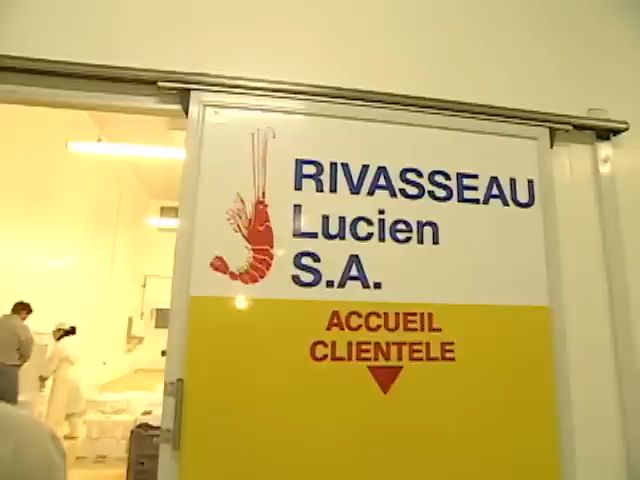 RIVASSEAU
Lucien
S.A.
ACCUEIL
CLIENTELE